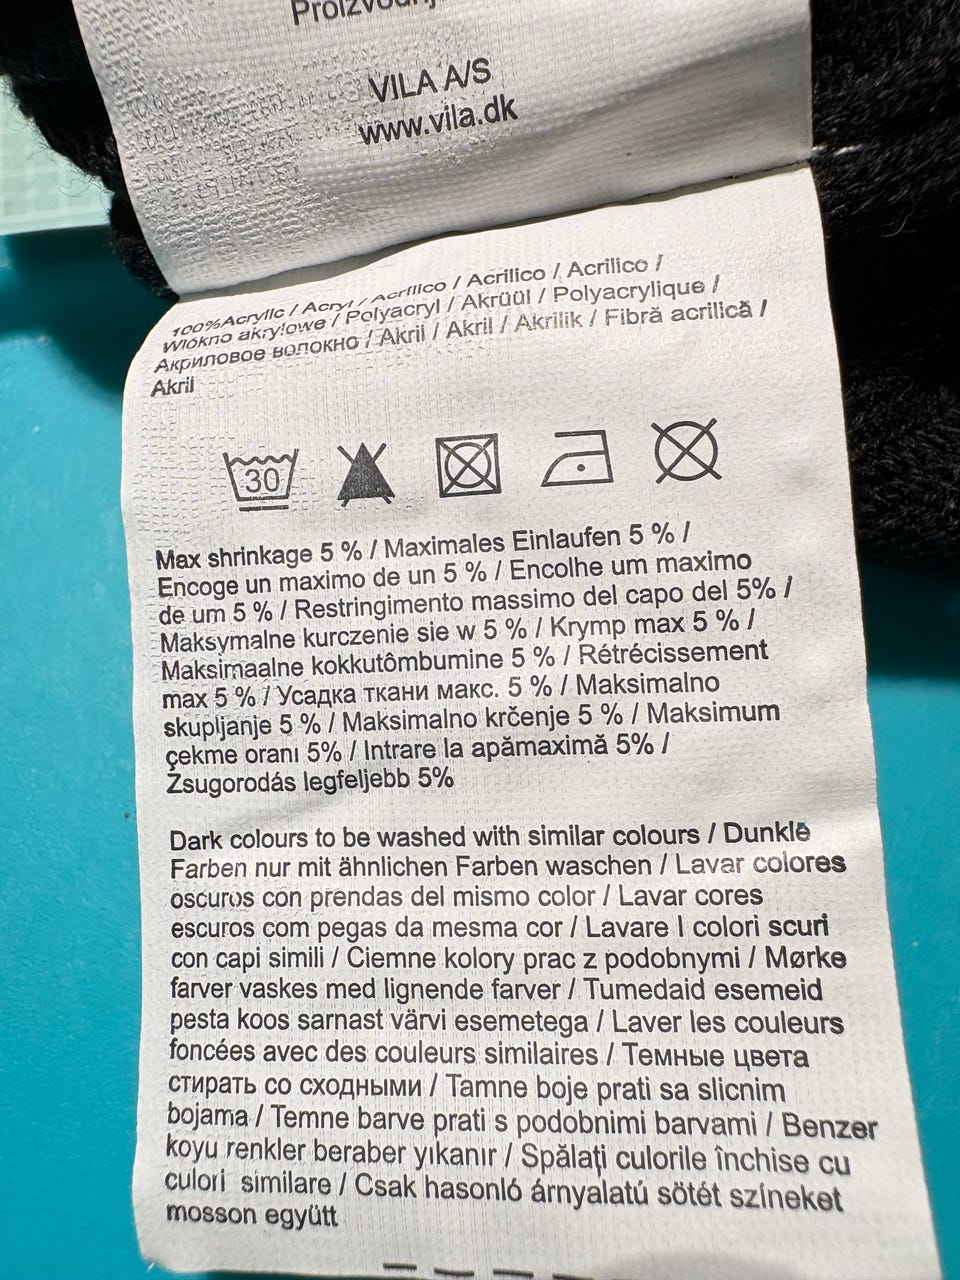 VILA A/S
www.vila.dk
100%Acrylic / Acryl / Acrilico / Acrilico / Acrilico /
Wlókno akrylowe / Polyacryl / Akrüül / Polyacrylique /
Акриловое волокно / Akril / Akril / Akrilik / Fibră acrilică /
Akril
30
Max shrinkage 5 % / Maximales Einlaufen 5 % /
Encoge un maximo de un 5 % / Encolhe um maximo
de um 5 % / Restringimento massimo del capo del 5% /
Maksymalne kurczenie sie w 5 % / Krymp max 5 % /
Maksimaalne kokkutômbumine 5 % / Rétrécissement
max 5 % / Усадка ткани макс. 5 % / Maksimalno
skupljanje 5 % / Maksimalno krčenje 5 % / Maksimum
çekme oranı 5% / Intrare la apămaximă 5% /
Zsugorodás legfeljebb 5%
Dark colours to be washed with similar colours / Dunkle
Farben nur mit ähnlichen Farben waschen / Lavar colores
oscuros con prendas del mismo color / Lavar cores
escuros com pegas da mesma cor / Lavare I colori scuri
con capi simili / Ciemne kolory prac z podobnymi / Mørke
farver vaskes med lignende farver / Tumedaid esemeid
pesta koos sarnast värvi esemetega / Laver les couleurs
foncées avec des couleurs similaires / Темные цвета
стирать со сходными / Tamne boje prati sa slicnim
bojama / Temne barve prati s podobnimi barvami / Benzer
koyu renkler beraber yıkanır / Spălaţi culorile închise cu
culori similare / Csak hasonló árnyalatú sötét színeket
mosson együtt